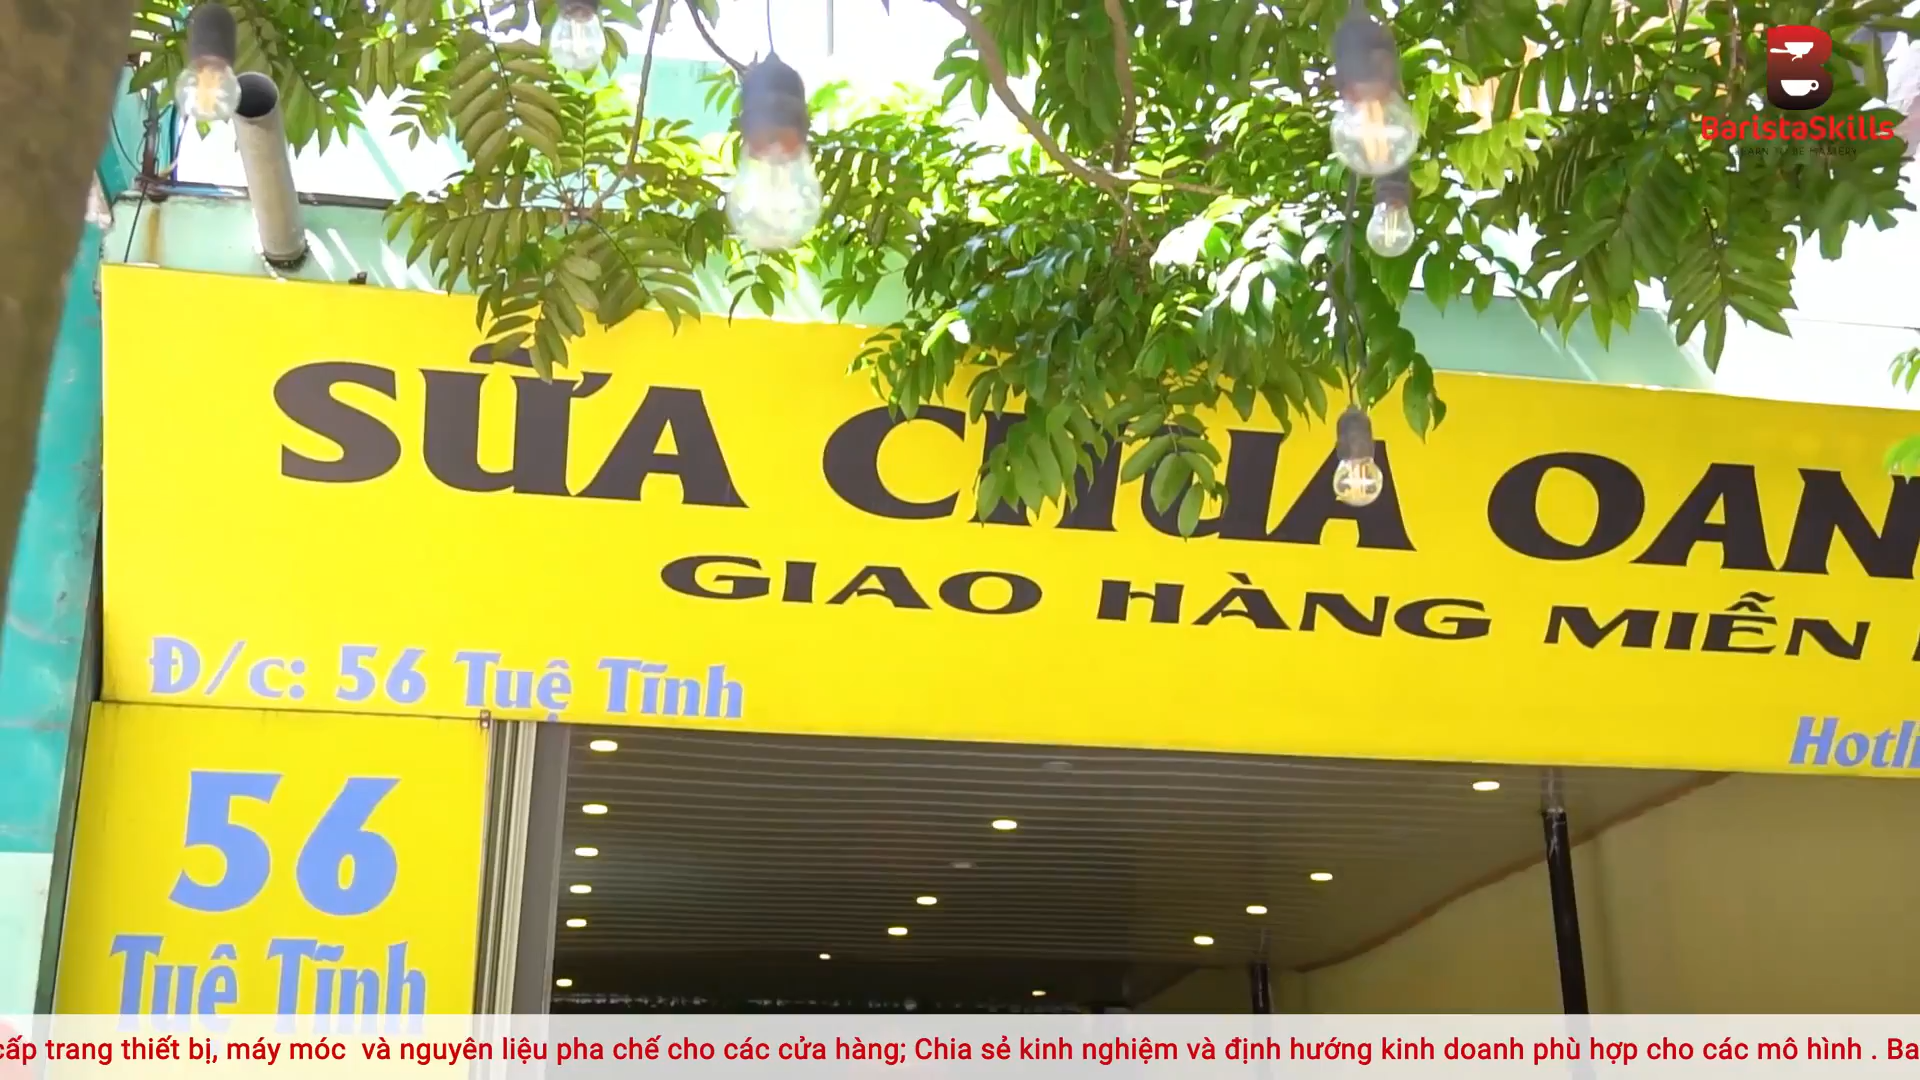 BaristaSkills
SỮA CHUA OAN
GIAO HÀNG MIỄN
Đ/c: 56 Tuệ Tĩnh
Hotli
56
Tuệ Tĩnh
cấp trang thiết bị, máy móc và nguyên liệu pha chế cho các cửa hàng; Chia sẻ kinh nghiệm và định hướng kinh doanh phù hợp cho các mô hình . Ba